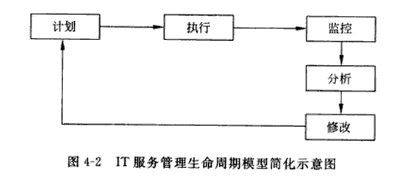 计划
执行
监控
分析
修改
图 4-2 IT 服务管理生命周期模型简化示意图